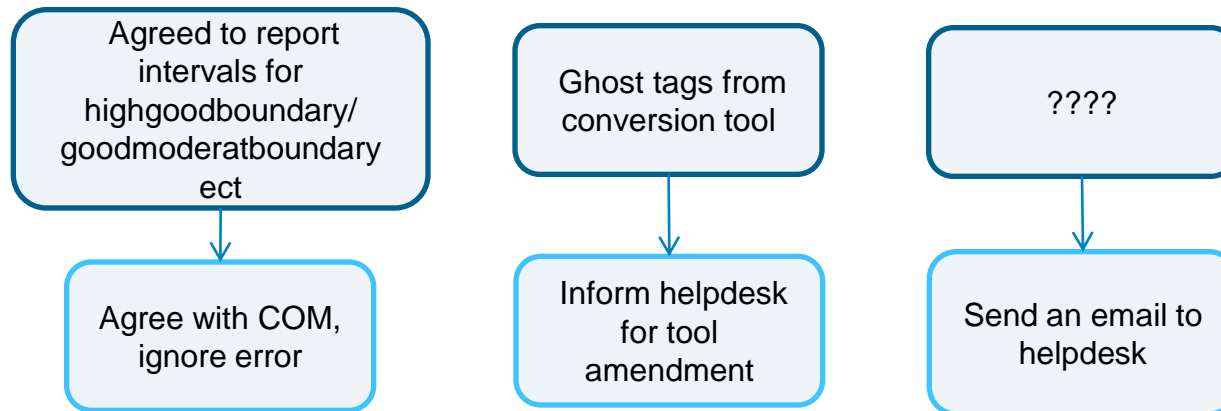 Agreed to report
intervals for
highgoodboundary/
goodmoderatboundary
ect
Ghost tags from
conversion tool
????
Agree with COM,
ignore error
Inform helpdesk
for tool
amendment
Send an email to
helpdesk